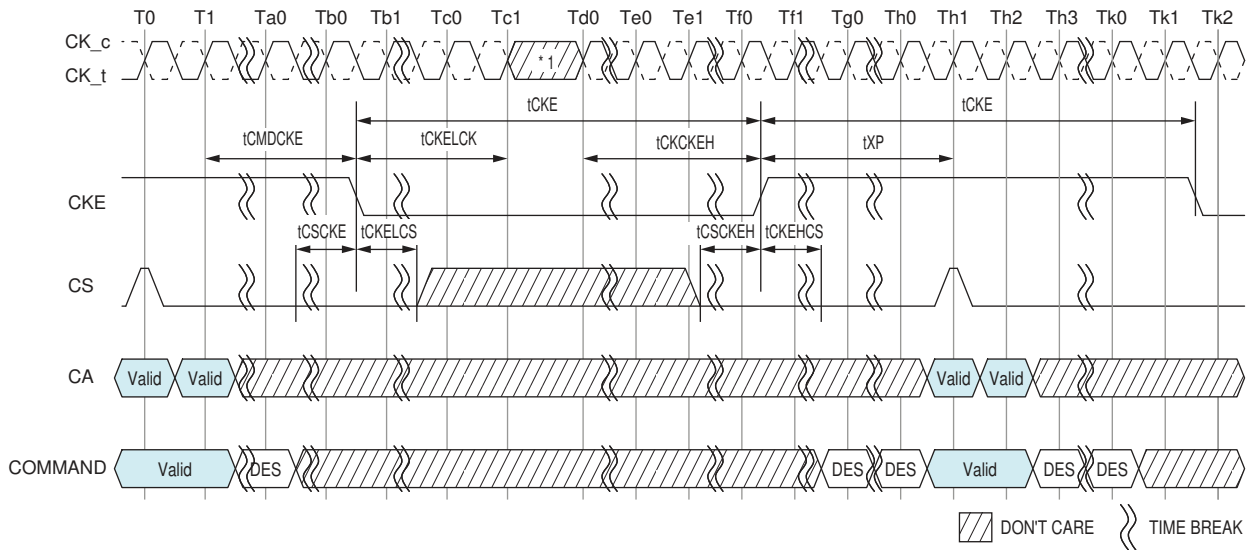 T0 T1 Ta0 Tb0 Tb1 Tc0 Tc1 Td0 Te0 Te1 Tf0 Tf1 Tg0 Th0 Th1 Th2 Th3 Tk0 Tk1 Tk2
CK_c
CK_t
* 1
tCKE tCKE
tCMDCKE tCKELCK tCKCKEH tXP
CKE
tCSCKE tCKELCS tCSCKEH tCKEHCS
CS
CA Valid Valid Valid Valid
COMMAND Valid DES DES DES Valid DES DES
DON'T CARE TIME BREAK